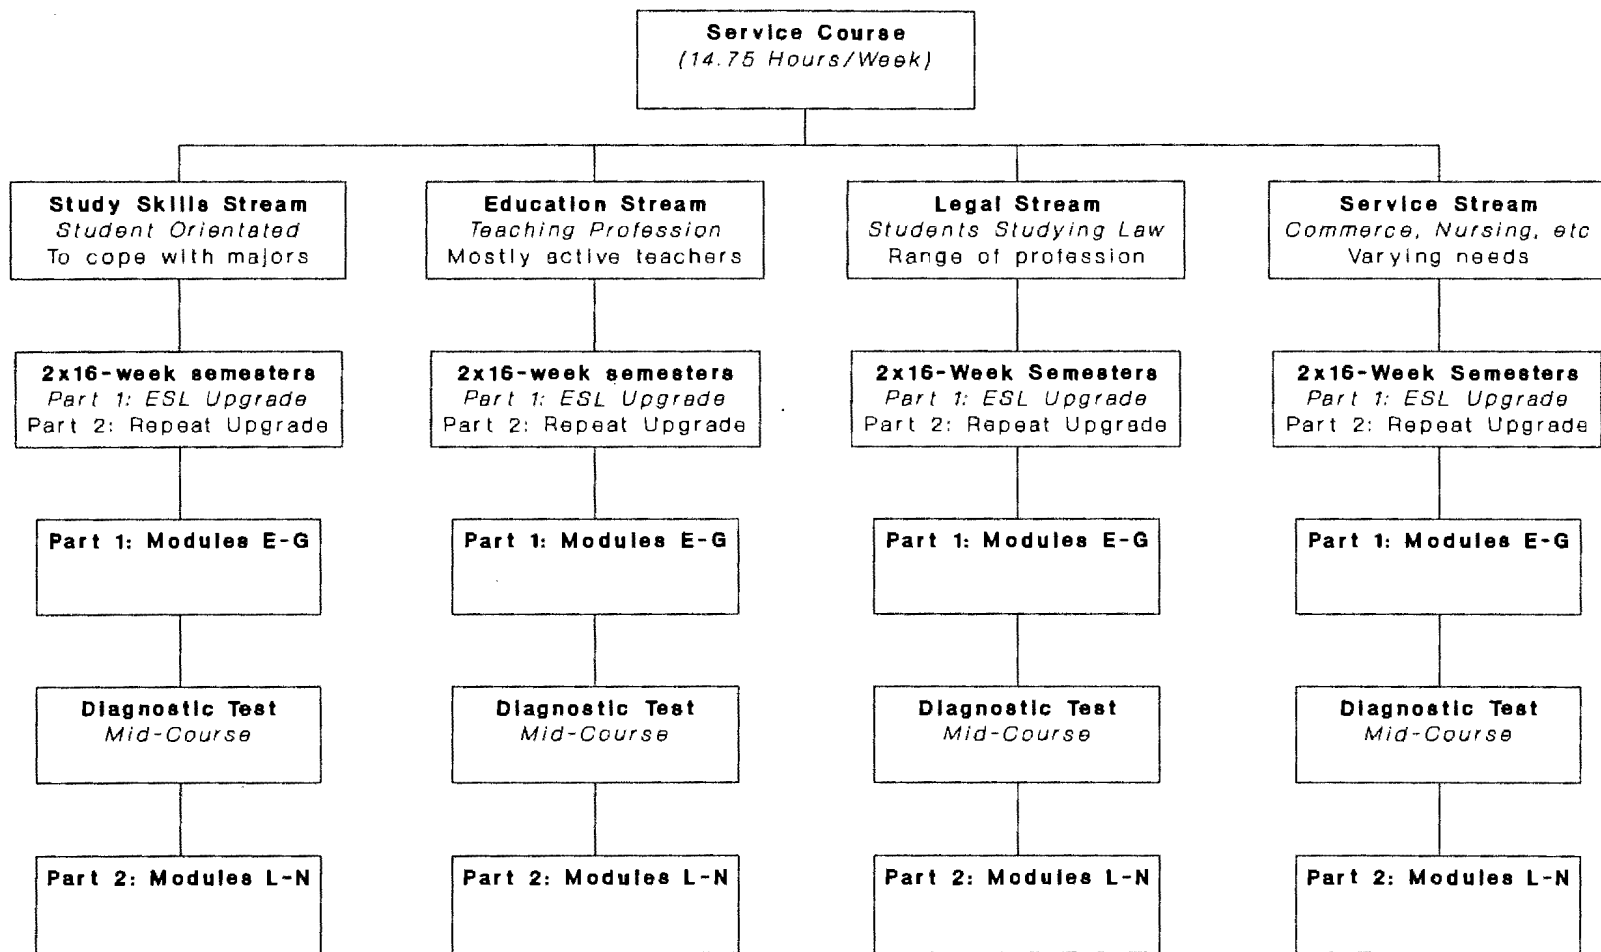 Service Course
(14.75 Hours/Week)
Study Skills Stream
Student Orientated
To cope with majors
Education Stream
Teaching Profession
Mostly active teachers
Legal Stream
Students Studying Law
Range of profession
Service Stream
Commerce, Nursing, etc
Varying needs
2x16-week semesters
Part 1: ESL Upgrade
Part 2: Repeat Upgrade
2x16-week semesters
Part 1: ESL Upgrade
Part 2: Repeat Upgrade
2x16-Week Semesters
Part 1: ESL Upgrade
Part 2: Repeat Upgrade
2x16-Week Semesters
Part 1: ESL Upgrade
Part 2: Repeat Upgrade
Part 1: Modules E-G
Part 1: Modules E-G
Part 1: Modules E-G
Part 1: Modules E-G
Diagnostic Test
Mid-Course
Diagnostic Test
Mid-Course
Diagnostic Test
Mid-Course
Diagnostic Test
Mid-Course
Part 2: Modules L-N
Part 2: Modules L-N
Part 2: Modules L-N
Part 2: Modules L-N